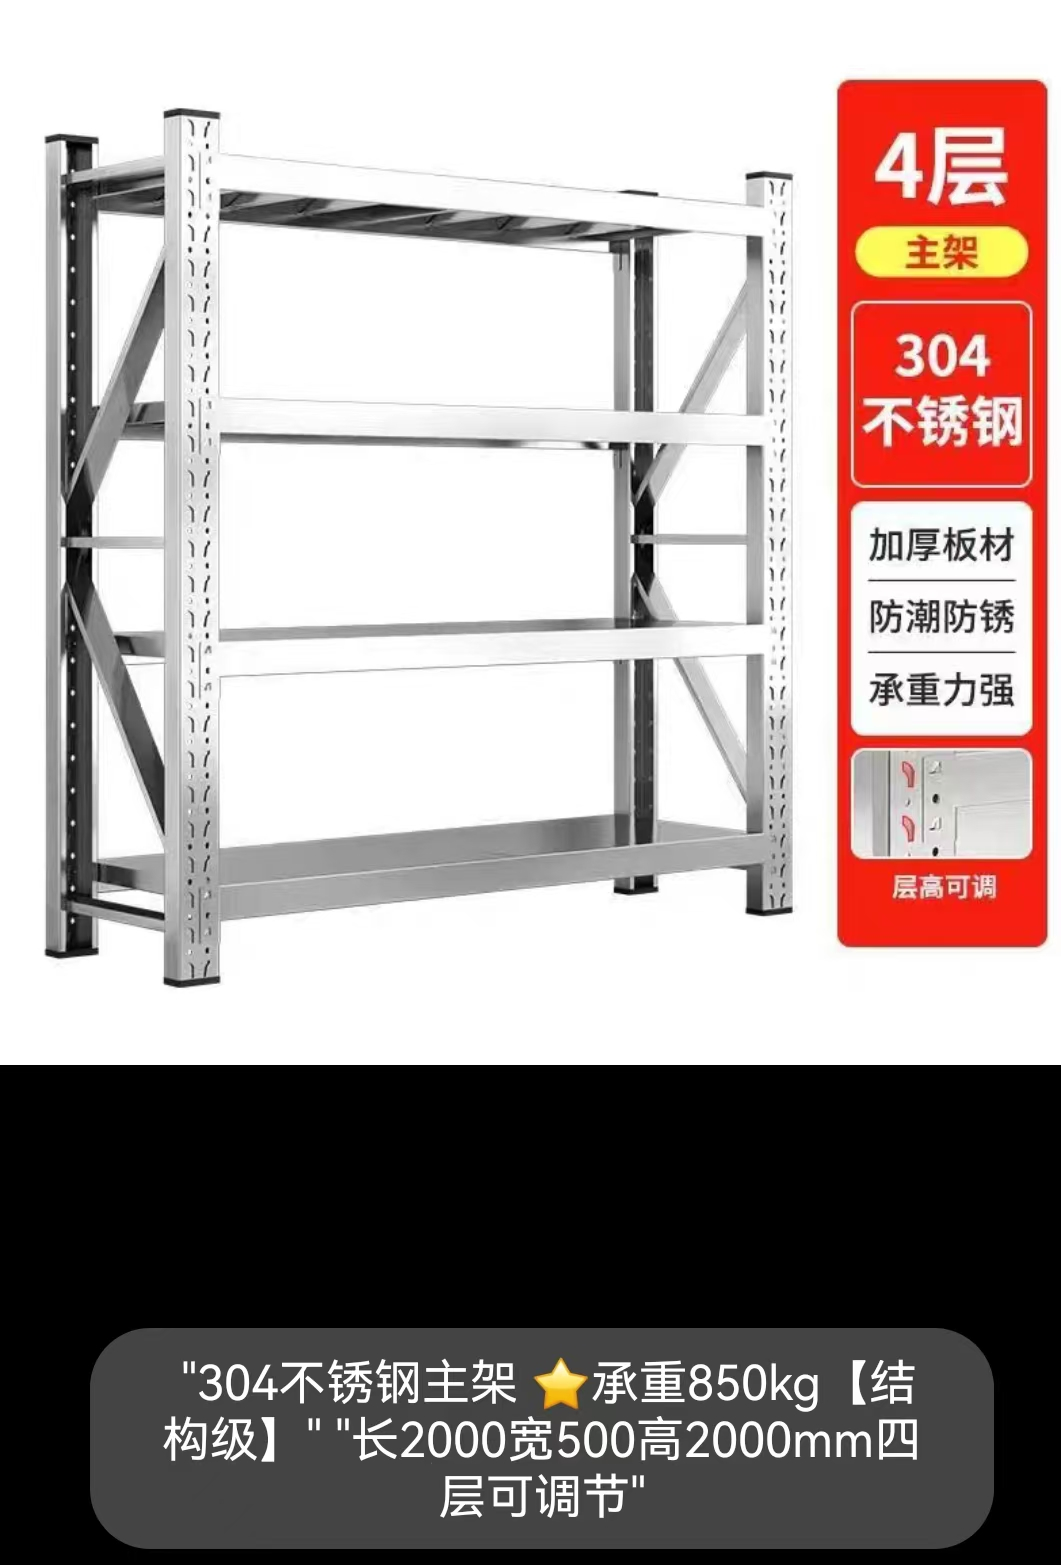 4层
主架
304
不锈钢
加厚板材
防潮防锈
承重力强
层高可调
"304不锈钢主架 ⭐承重850kg【结
构级】" "长2000宽500高2000mm四
层可调节"